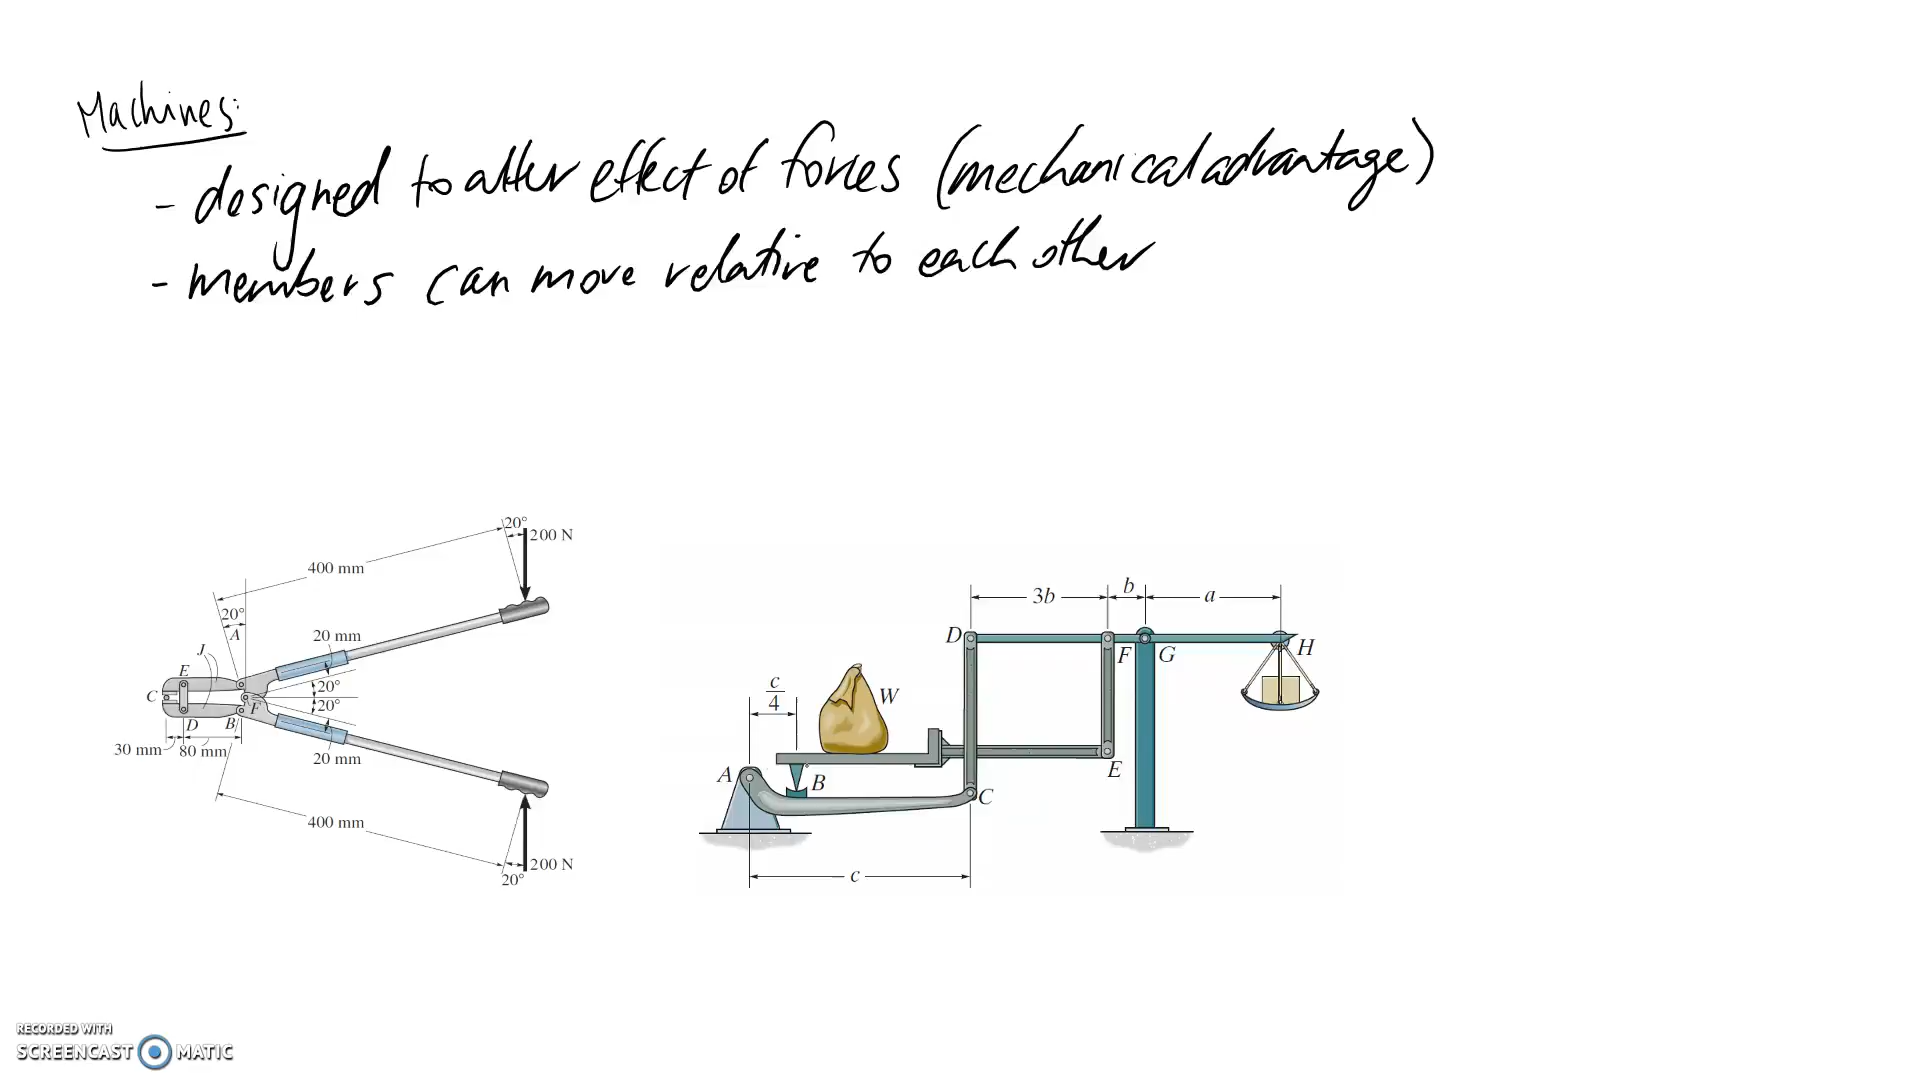 Machines:
- designed to alter effect of forces (mechanical advantage)
- members can move relative to each other
20°
200 N
400 mm
20°
A
20 mm
J
E
20°
C
F
20°
D
B
30 mm
80 mm
20 mm
400 mm
200 N
20°
3b
b
a
D
F
G
H
c
4
W
A
B
E
C
c
RECORDED WITH
SCREENCAST MATIC